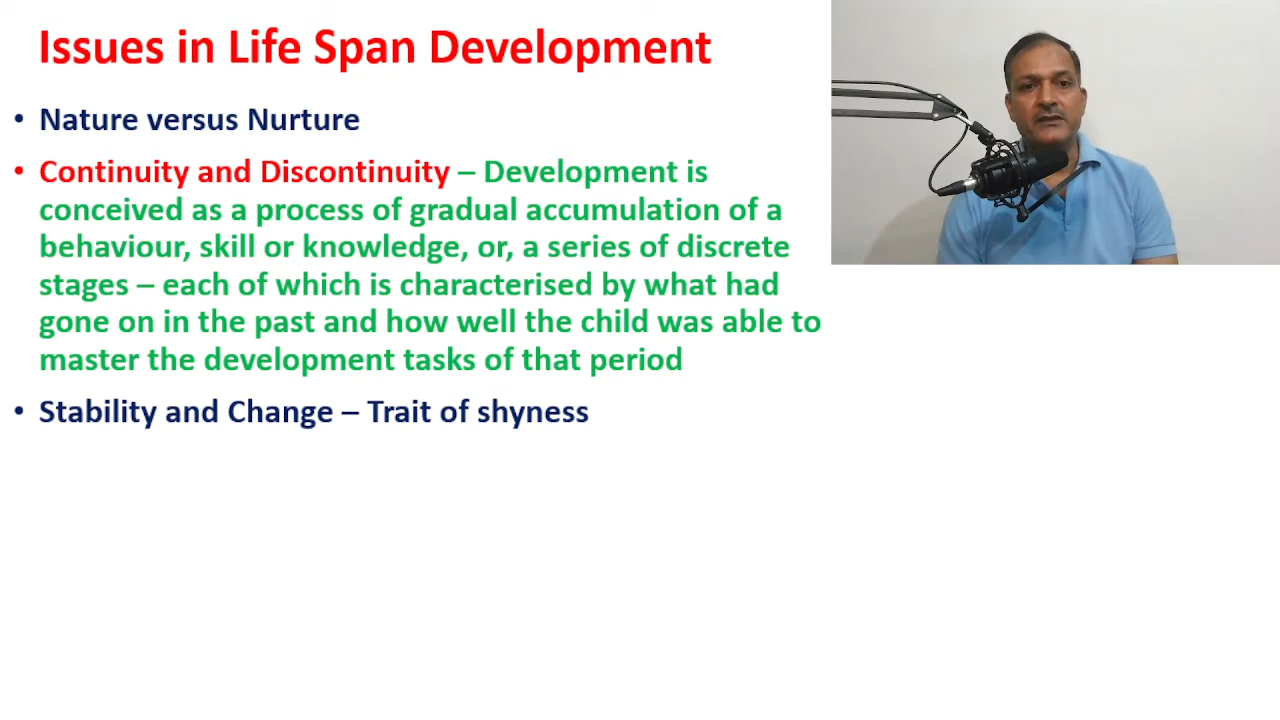 Issues in Life Span Development
• Nature versus Nurture
• Continuity and Discontinuity – Development is
conceived as a process of gradual accumulation of a
behaviour, skill or knowledge, or, a series of discrete
stages – each of which is characterised by what had
gone on in the past and how well the child was able to
master the development tasks of that period
• Stability and Change – Trait of shyness